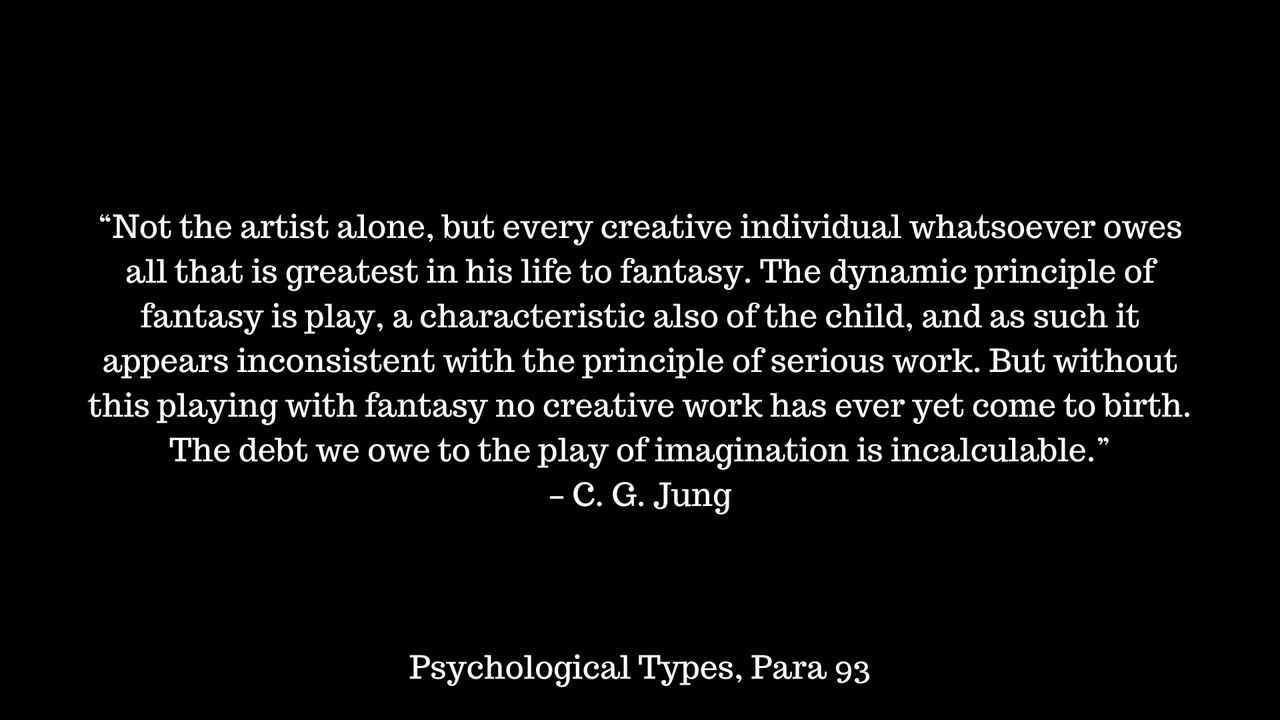 “Not the artist alone, but every creative individual whatsoever owes
all that is greatest in his life to fantasy. The dynamic principle of
fantasy is play, a characteristic also of the child, and as such it
appears inconsistent with the principle of serious work. But without
this playing with fantasy no creative work has ever yet come to birth.
The debt we owe to the play of imagination is incalculable.”
– C. G. Jung
Psychological Types, Para 93